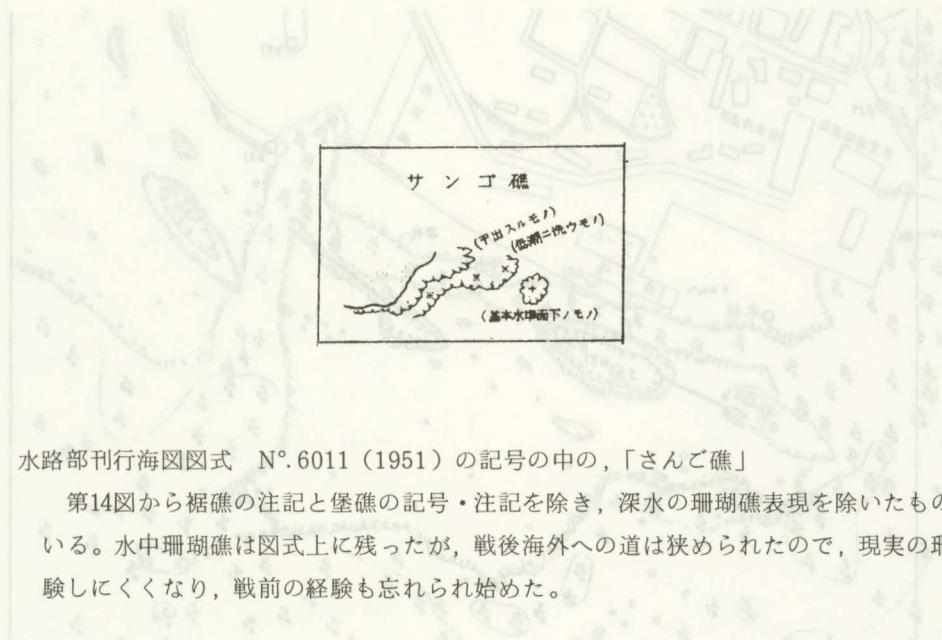 サンゴ礁
(干出スルモノ)
(低潮ニ洗ウモノ)
(基本水準面下ノモノ)
水路部刊行海図図式 N°.6011(1951)の記号の中の,「さんご礁」
第14図から裾礁の注記と堡礁の記号・注記を除き,深水の珊瑚礁表現を除いたもの
いる。水中珊瑚礁は図式上に残ったが,戦後海外への道は狭められたので,現実の珊
験しにくくなり,戦前の経験も忘れられ始めた。